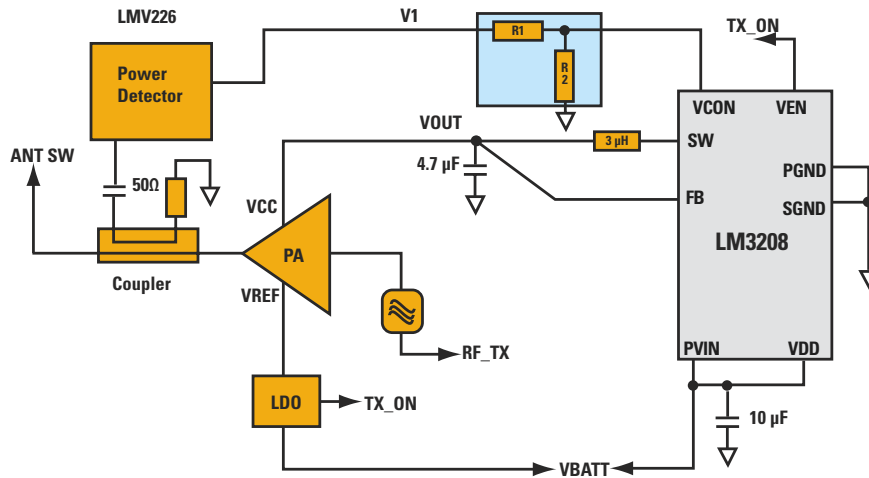 LMV226
V1
TX_ON
R1
R
2
Power
Detector
VCON
VEN
VOUT
3 µH
SW
ANT SW
4.7 µF
PGND
50Ω
FB
VCC
SGND
LM3208
PA
Coupler
VREF
RF_TX
PVIN
VDD
LDO
TX_ON
10 µF
VBATT